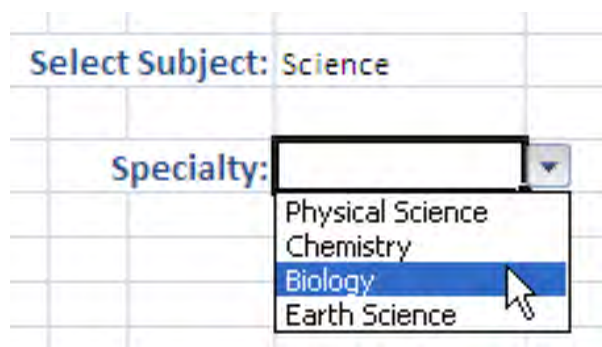 Select Subject: Science
Specialty:
Physical Science
Chemistry
Biology
Earth Science